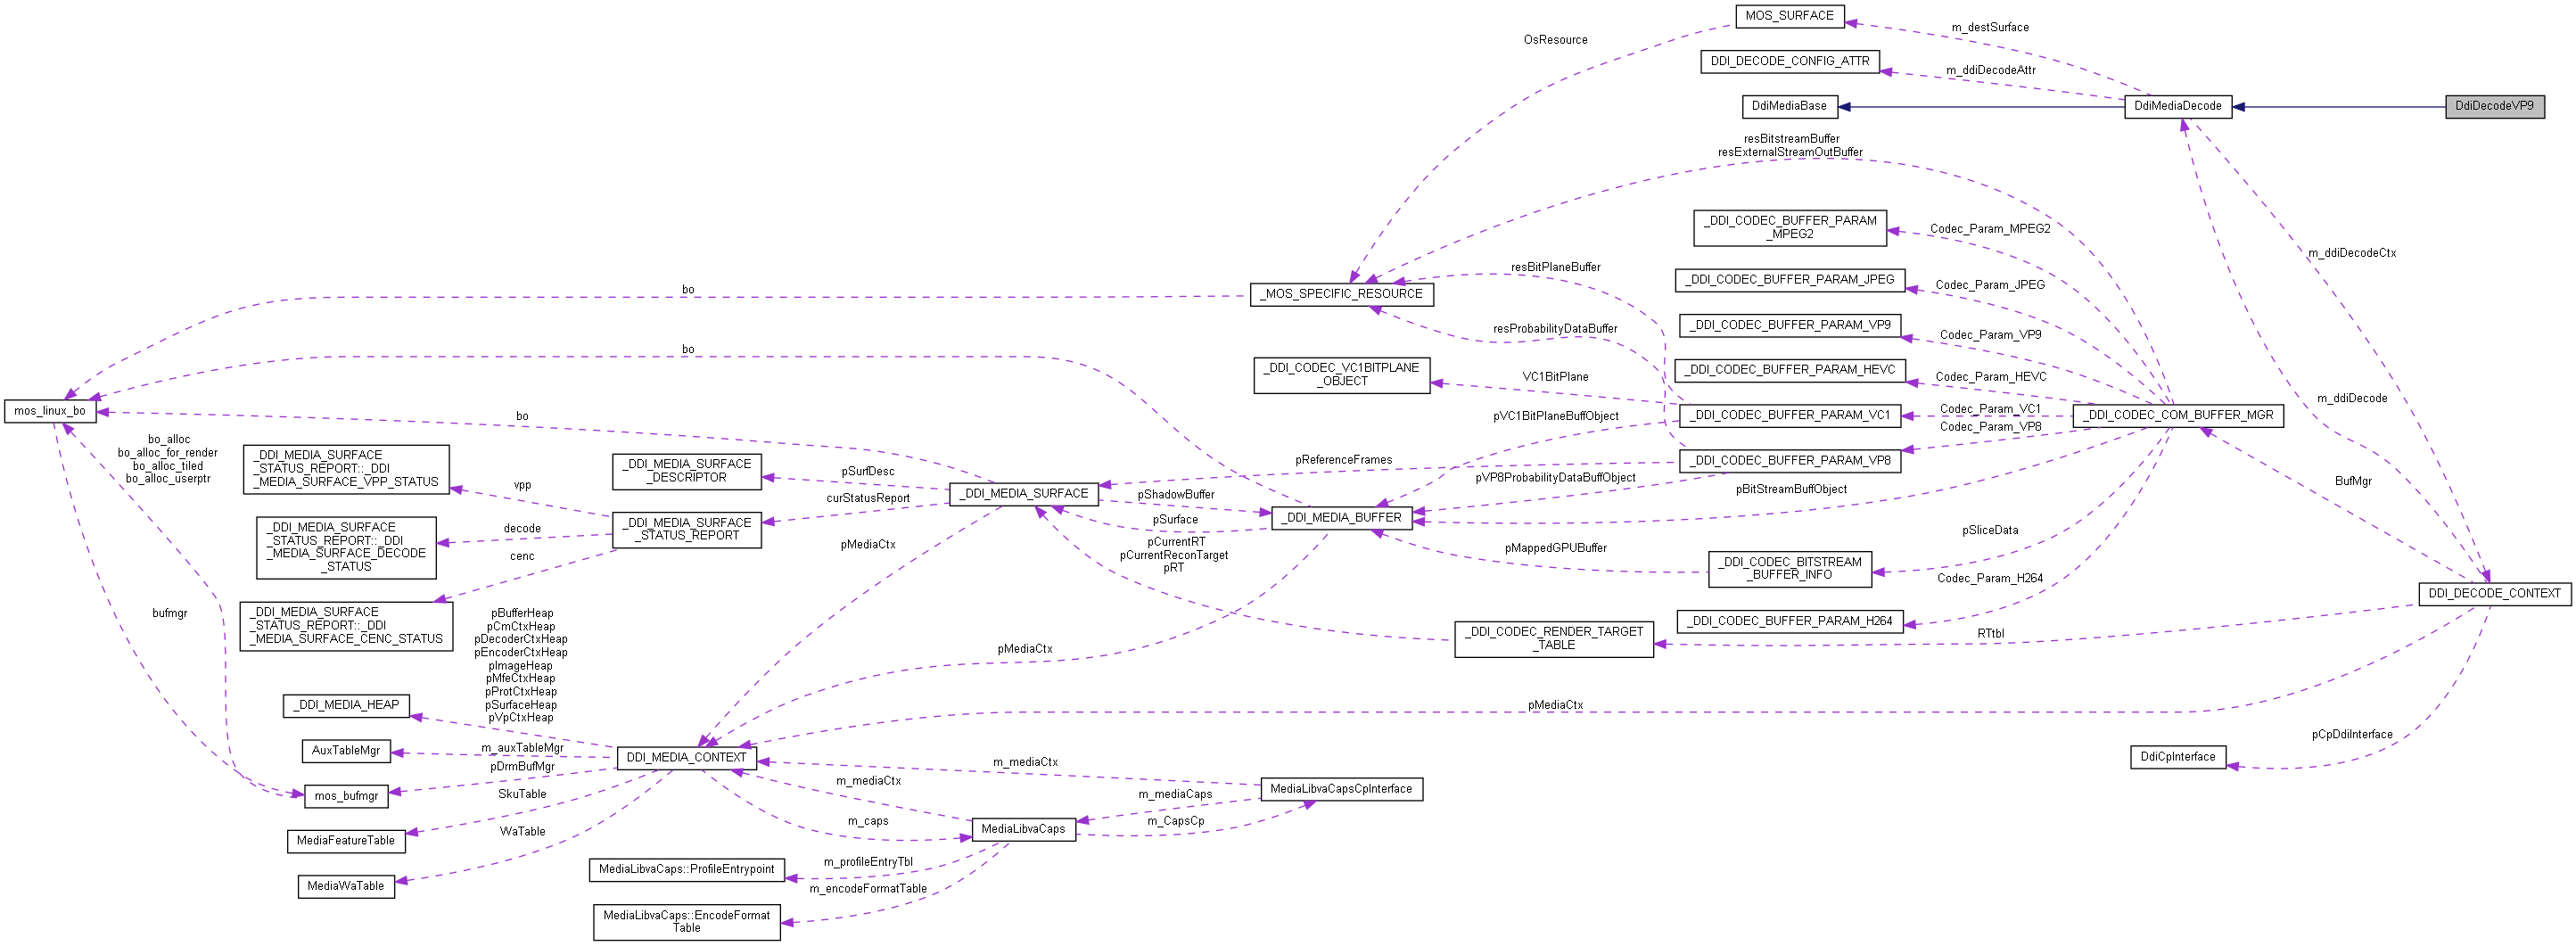 MOS_SURFACE
m_destSurface
OsResource
DDI_DECODE_CONFIG_ATTR
m_ddiDecodeAttr
DdiMediaBase
DdiMediaDecode
DdiDecodeVP9
resBitstreamBuffer
resExternalStreamOutBuffer
_DDI_CODEC_BUFFER_PARAM
_MPEG2
Codec_Param_MPEG2
m_ddiDecodeCtx
resBitPlaneBuffer
_DDI_CODEC_BUFFER_PARAM_JPEG
Codec_Param_JPEG
bo
_MOS_SPECIFIC_RESOURCE
resProbabilityDataBuffer
_DDI_CODEC_BUFFER_PARAM_VP9
Codec_Param_VP9
bo
_DDI_CODEC_VC1BITPLANE
_OBJECT
VC1BitPlane
_DDI_CODEC_BUFFER_PARAM_HEVC
Codec_Param_HEVC
m_ddiDecode
mos_linux_bo
bo
pVC1BitPlaneBuffObject
_DDI_CODEC_BUFFER_PARAM_VC1
Codec_Param_VC1
_DDI_CODEC_COM_BUFFER_MGR
Codec_Param_VP8
bo_alloc
bo_alloc_for_render
bo_alloc_tiled
bo_alloc_userptr
_DDI_MEDIA_SURFACE
_STATUS_REPORT::_DDI
_MEDIA_SURFACE_VPP_STATUS
vpp
_DDI_MEDIA_SURFACE
_DESCRIPTOR
pSurfDesc
curStatusReport
_DDI_MEDIA_SURFACE
pShadowBuffer
pSurface
pReferenceFrames
_DDI_CODEC_BUFFER_PARAM_VP8
pVP8ProbabilityDataBuffObject
pBitStreamBuffObject
BufMgr
_DDI_MEDIA_BUFFER
_DDI_MEDIA_SURFACE
_STATUS_REPORT::_DDI
_MEDIA_SURFACE_DECODE
_STATUS
decode
cenc
_DDI_MEDIA_SURFACE
_STATUS_REPORT
pMediaCtx
pCurrentRT
pCurrentReconTarget
pRT
pMappedGPUBuffer
pSliceData
_DDI_CODEC_BITSTREAM
_BUFFER_INFO
Codec_Param_H264
DDI_DECODE_CONTEXT
bufmgr
_DDI_MEDIA_SURFACE
_STATUS_REPORT::_DDI
_MEDIA_SURFACE_CENC_STATUS
pBufferHeap
pCmCtxHeap
pDecoderCtxHeap
pEncoderCtxHeap
pImageHeap
pMfeCtxHeap
pProtCtxHeap
pSurfaceHeap
pVpCtxHeap
pMediaCtx
_DDI_CODEC_RENDER_TARGET
_TABLE
_DDI_CODEC_BUFFER_PARAM_H264
RTtbl
_DDI_MEDIA_HEAP
pMediaCtx
AuxTableMgr
m_auxTableMgr
DDI_MEDIA_CONTEXT
pCpDdiInterface
DdiCpInterface
pDrmBufMgr
mos_bufmgr
SkuTable
m_mediaCtx
m_mediaCtx
MediaLibvaCapsCpInterface
m_mediaCaps
MediaFeatureTable
WaTable
m_caps
MediaLibvaCaps
m_CapsCp
MediaWaTable
MediaLibvaCaps::ProfileEntrypoint
m_profileEntryTbl
m_encodeFormatTable
MediaLibvaCaps::EncodeFormat
Table